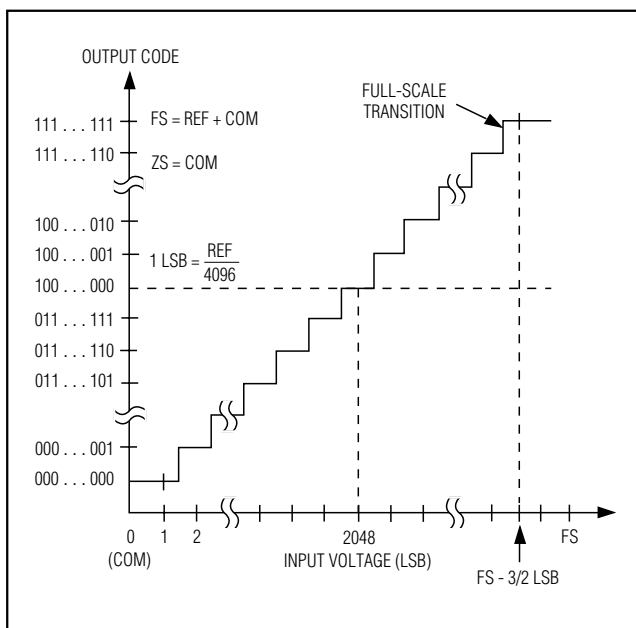 OUTPUT CODE
FULL-SCALE
TRANSITION
111 . . . 111
FS = REF + COM
111 . . . 110
ZS = COM
100 . . . 010
100 . . . 001
1 LSB = REF
4096
100 . . . 000
011 . . . 111
011 . . . 110
011 . . . 101
000 . . . 001
000 . . . 000
0 1 2 2048 FS
(COM)
INPUT VOLTAGE (LSB)
FS - 3/2 LSB